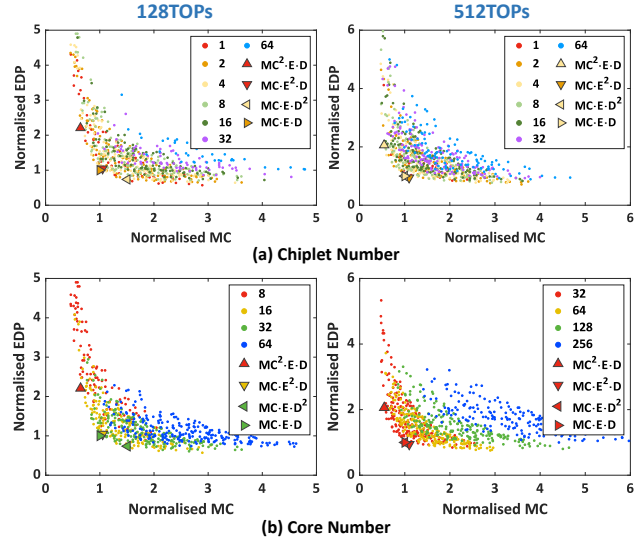 128TOPs
512TOPs
5
4
3
2
1
0
Normalised EDP
0
1
2
3
4
5
Normalised MC
1
2
4
8
16
32
64
MC²·E·D
MC·E²·D
MC·E·D²
MC·E·D
6
4
2
0
Normalised EDP
0
1
2
3
4
5
6
Normalised MC
1
2
4
8
16
32
64
MC²·E·D
MC·E²·D
MC·E·D²
MC·E·D
(a) Chiplet Number
5
4
3
2
1
0
Normalised EDP
0
1
2
3
4
5
Normalised MC
8
16
32
64
MC²·E·D
MC·E²·D
MC·E·D²
MC·E·D
6
4
2
0
Normalised EDP
0
1
2
3
4
5
6
Normalised MC
32
64
128
256
MC²·E·D
MC·E²·D
MC·E·D²
MC·E·D
(b) Core Number